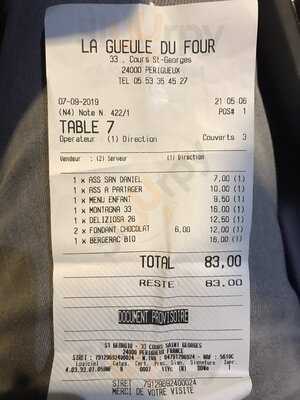 LA GUEULE DU FOUR
33 , Cours St-Georges
24000 PERIGUEUX
TEL 05 53 35 45 27
07-09-2019 21:05:06
(N4) Note N. 422/1 POS# 1
TABLE 7
Operateur (1) Direction Couverts 3
Vendeur : (2) Serveur (1) Direction
1 x ASS SAN DANIEL 7,00 (1)
1 x ASS A PARTAGER 10,00 (1)
1 x MENU ENFANT 9,50 (1)
1 x MONTAGNA 33 16,00 (1)
1 x DELIZIOSA 26 12,50 (1)
2 x FONDANT CHOCOLAT 6,00 12,00 (1)
1 x BERGERAC BIO 16,00 (1)
TOTAL 83,00
RESTE 83,00
DOCUMENT PROVISOIRE
ST GEORGIO - 33 COURS SAINT GEORGES
24000 PERIGUEUX FRANCE
SIRET 79129692400024
MERCI DE VOTRE VISITE